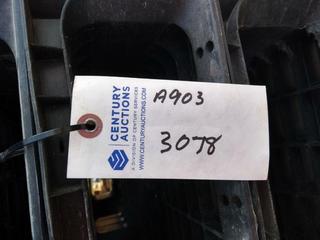 A903
3078
CENTURY
AUCTIONS
A DIVISION OF CENTURY SERVICES
WWW.CENTURYAUCTIONS.COM